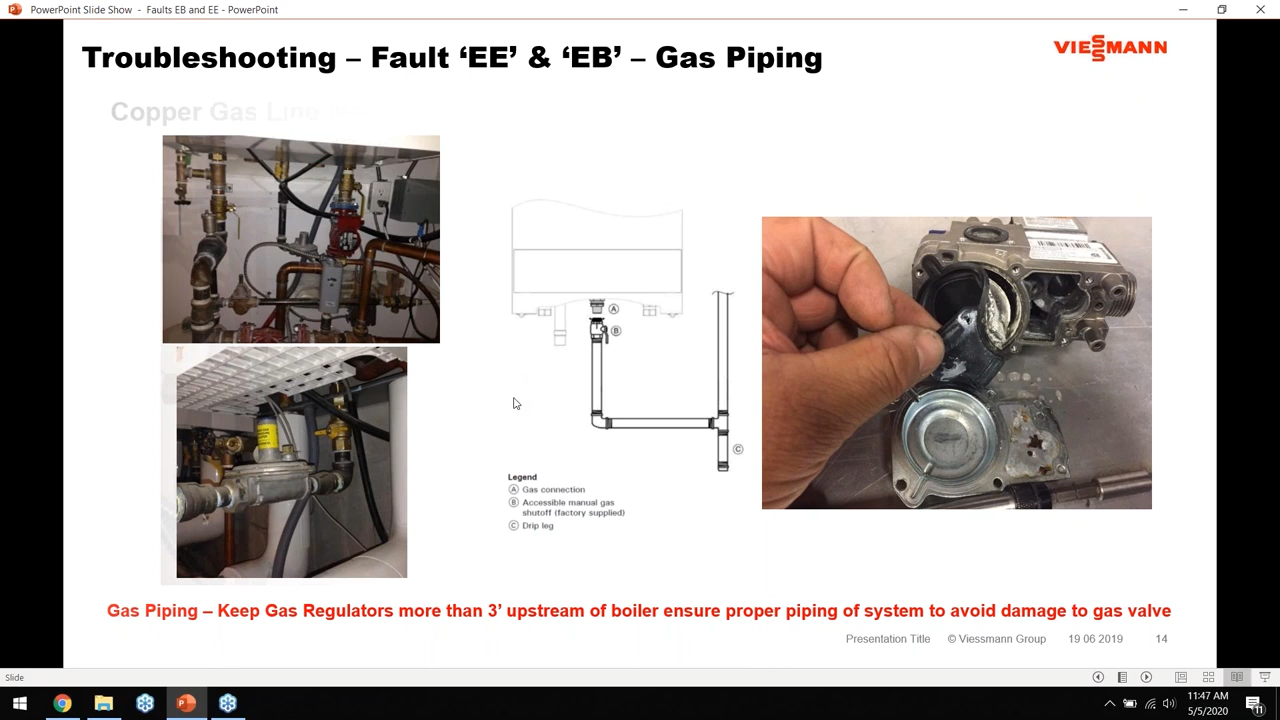 PowerPoint Slide Show - Faults EB and EE - PowerPoint
Troubleshooting – Fault ‘EE’ & ‘EB’ – Gas Piping
VIESSMANN
Copper Gas Line
A
B
C
Legend
A Gas connection
B Accessible manual gas
shutoff (factory supplied)
C Drip leg
Gas Piping – Keep Gas Regulators more than 3’ upstream of boiler ensure proper piping of system to avoid damage to gas valve
Presentation Title © Viessmann Group 19 06 2019 14
Slide
11:47 AM
5/5/2020
11